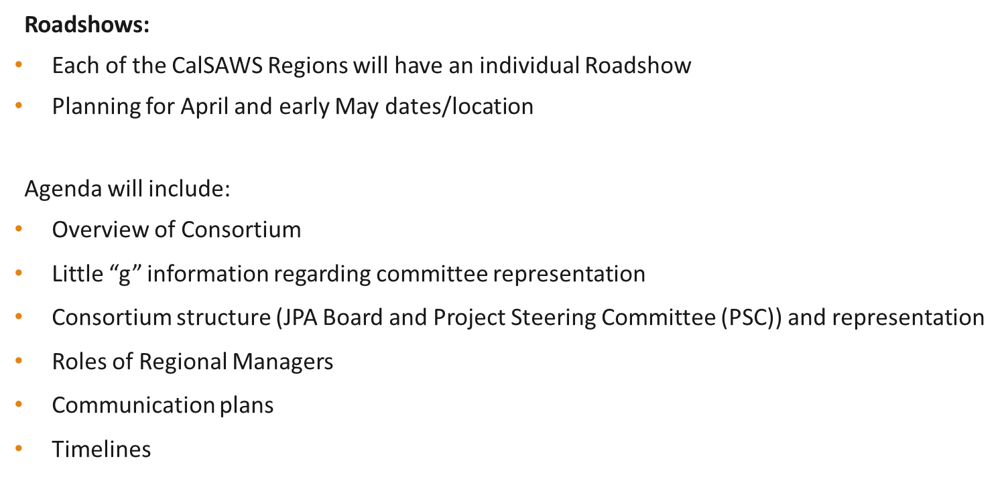 Roadshows:
• Each of the CalSAWS Regions will have an individual Roadshow
• Planning for April and early May dates/location
Agenda will include:
• Overview of Consortium
• Little “g” information regarding committee representation
• Consortium structure (JPA Board and Project Steering Committee (PSC)) and representation
• Roles of Regional Managers
• Communication plans
• Timelines